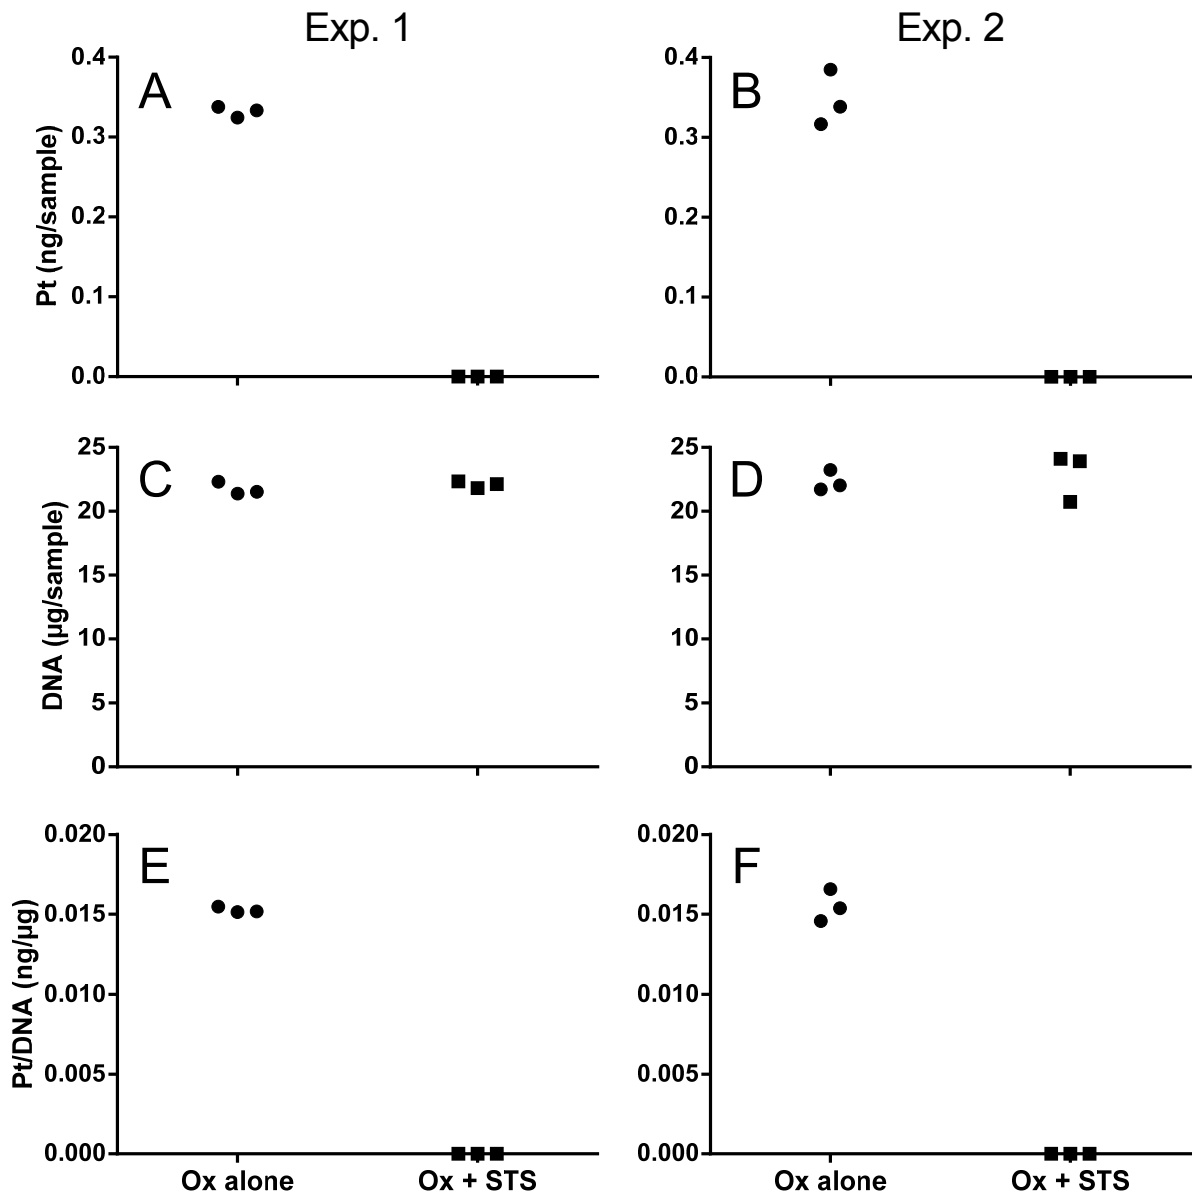 Exp. 1
Exp. 2
A
Pt (ng/sample)
0.4
0.3
0.2
0.1
0.0
B
0.4
0.3
0.2
0.1
0.0
C
DNA (µg/sample)
25
20
15
10
5
0
D
25
20
15
10
5
0
E
Pt/DNA (ng/µg)
0.020
0.015
0.010
0.005
0.000
Ox alone
Ox + STS
F
0.020
0.015
0.010
0.005
0.000
Ox alone
Ox + STS